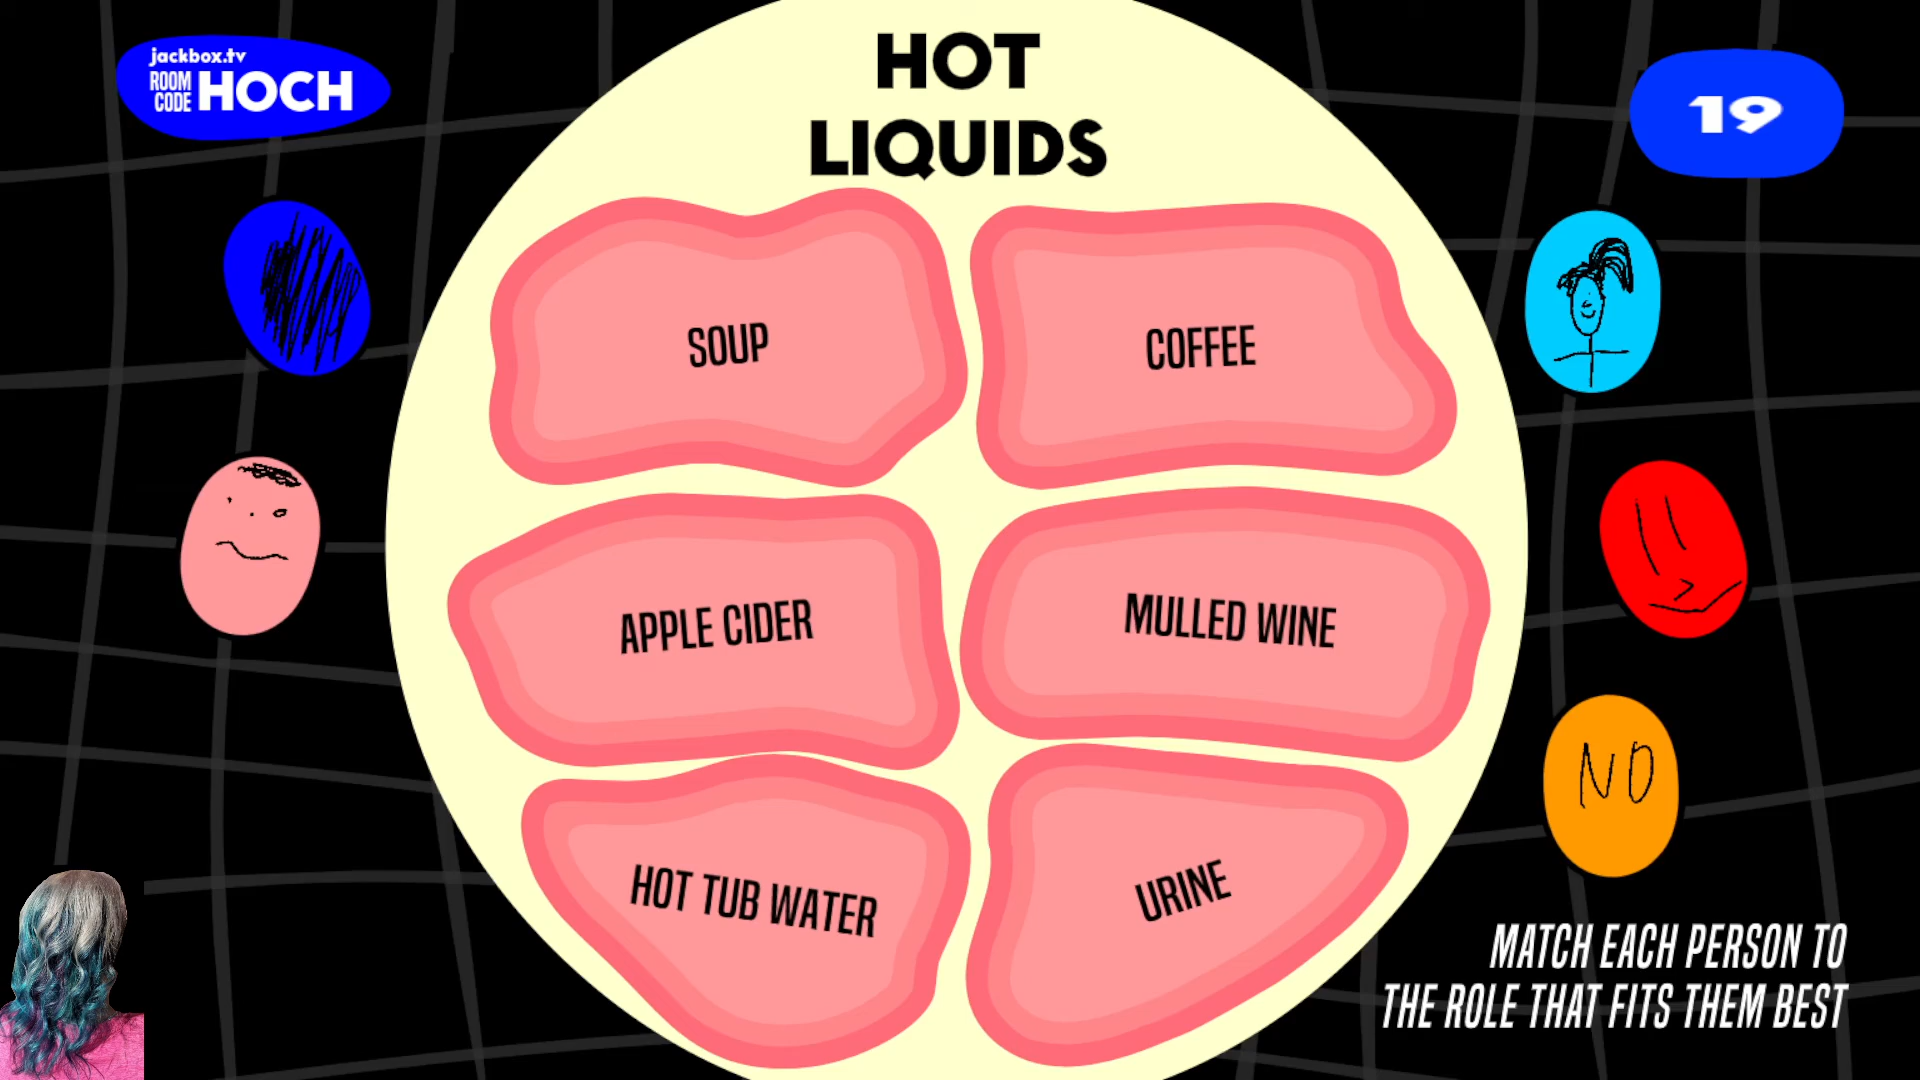 jackbox.tv
ROOM
CODE
HOCH
HOT
LIQUIDS
19
SOUP
COFFEE
APPLE CIDER
MULLED WINE
NO
HOT TUB WATER
URINE
MATCH EACH PERSON TO
THE ROLE THAT FITS THEM BEST